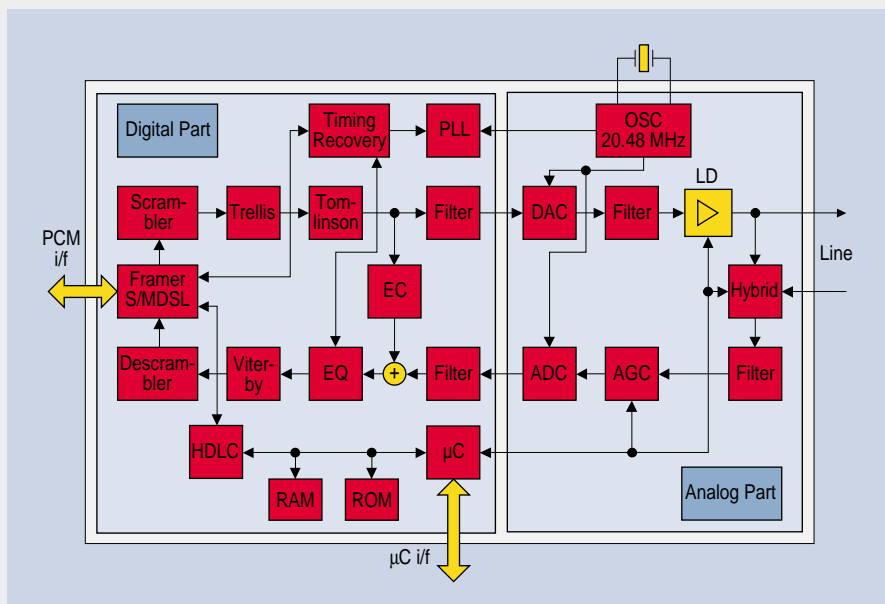 Digital Part
Timing
Recovery
PLL
OSC
20.48 MHz
LD
Scram-
bler
Trellis
Tom-
linson
Filter
DAC
Filter
PCM
i/f
Line
Framer
S/MDSL
EC
Hybrid
Descram-
bler
Viter-
by
EQ
+
Filter
ADC
AGC
Filter
HDLC
µC
RAM
ROM
Analog Part
µC i/f